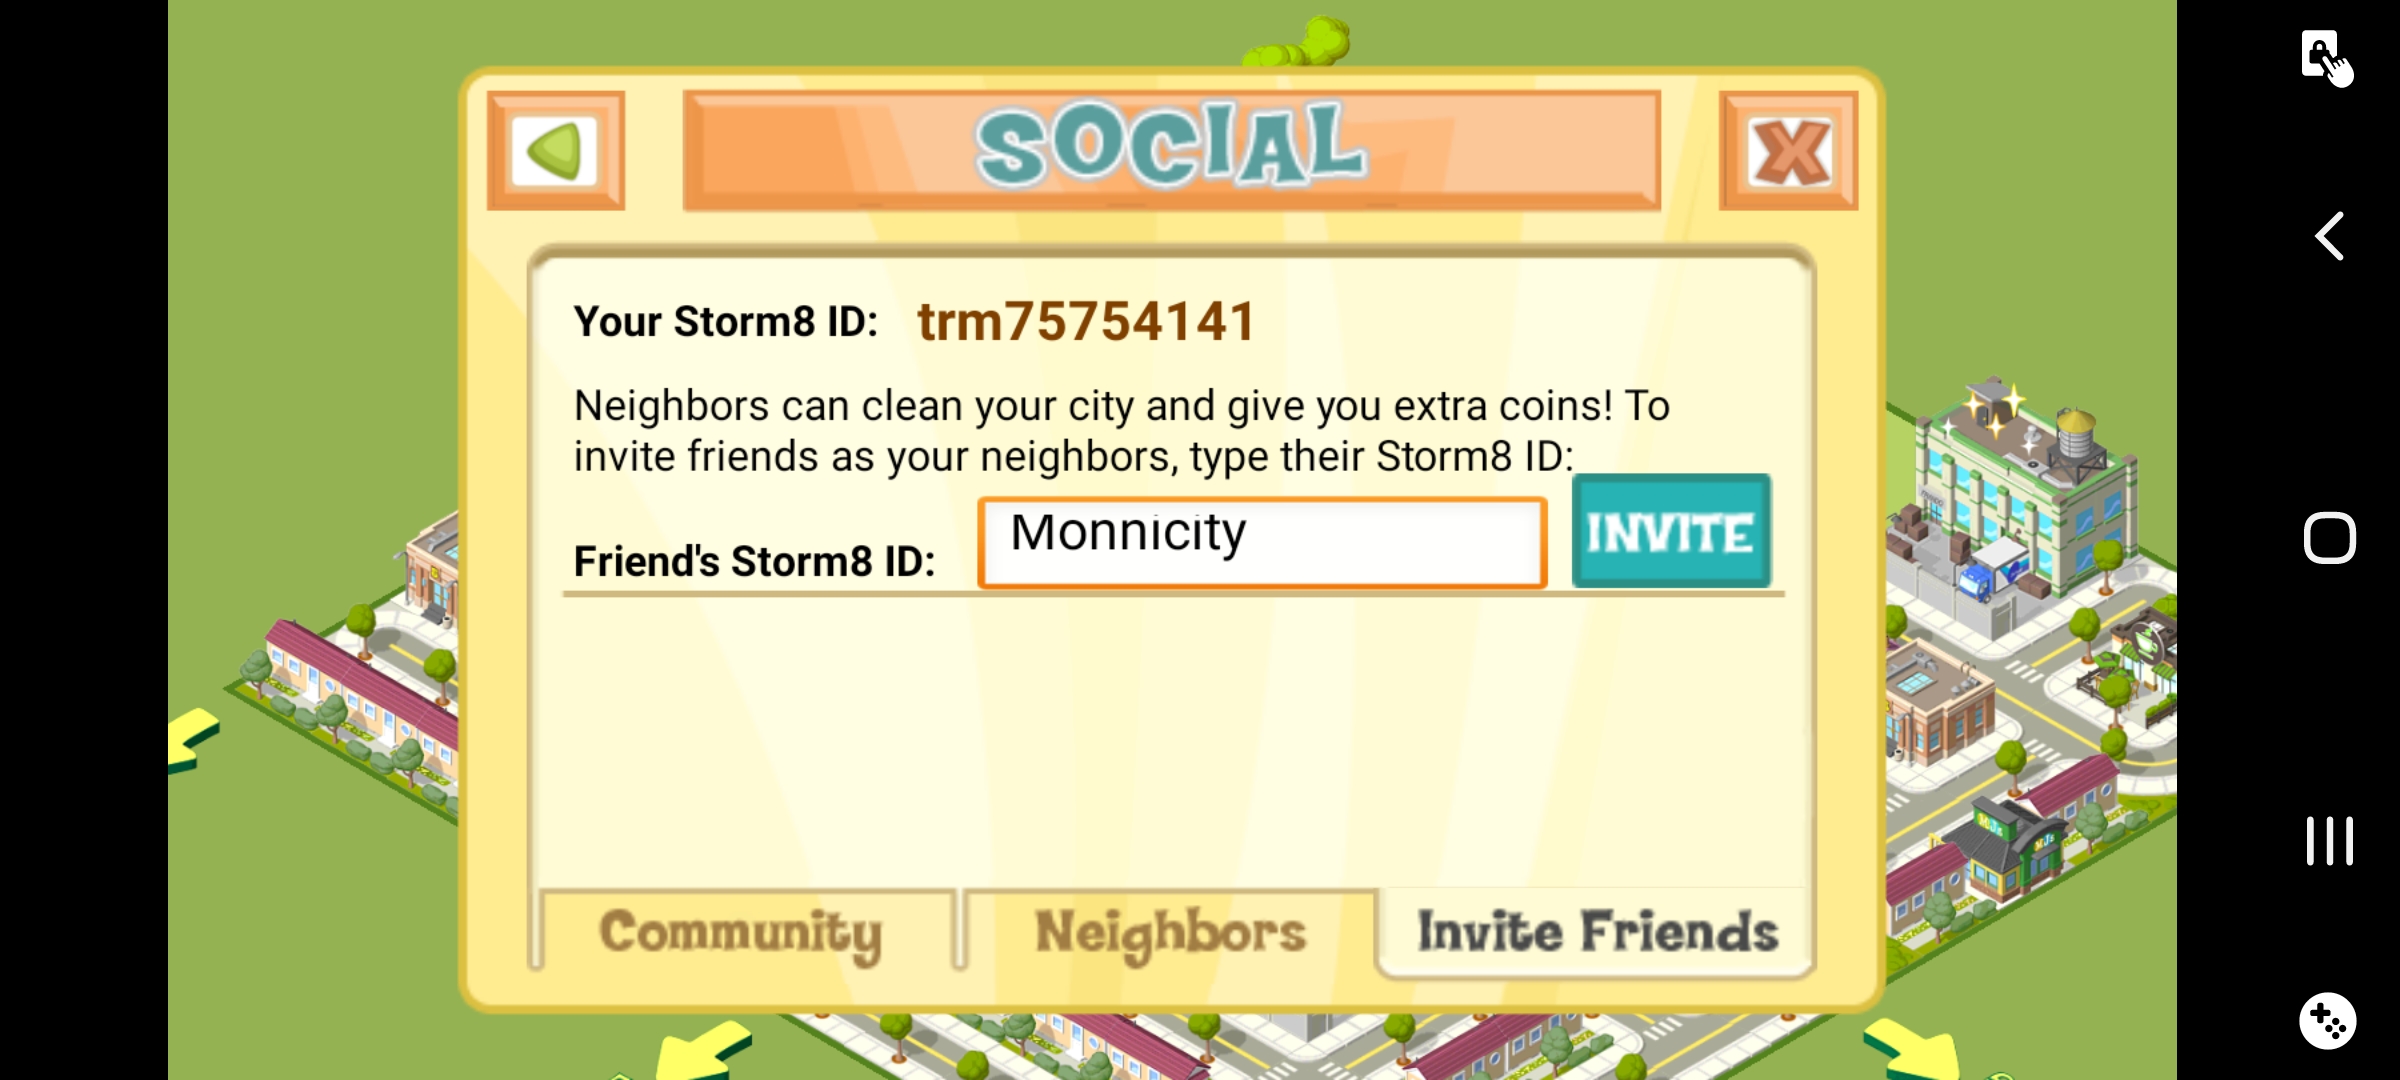 SOCIAL
Your Storm8 ID: trm75754141
Neighbors can clean your city and give you extra coins! To
invite friends as your neighbors, type their Storm8 ID:
Friend's Storm8 ID: Monnicity INVITE
Community Neighbors Invite Friends